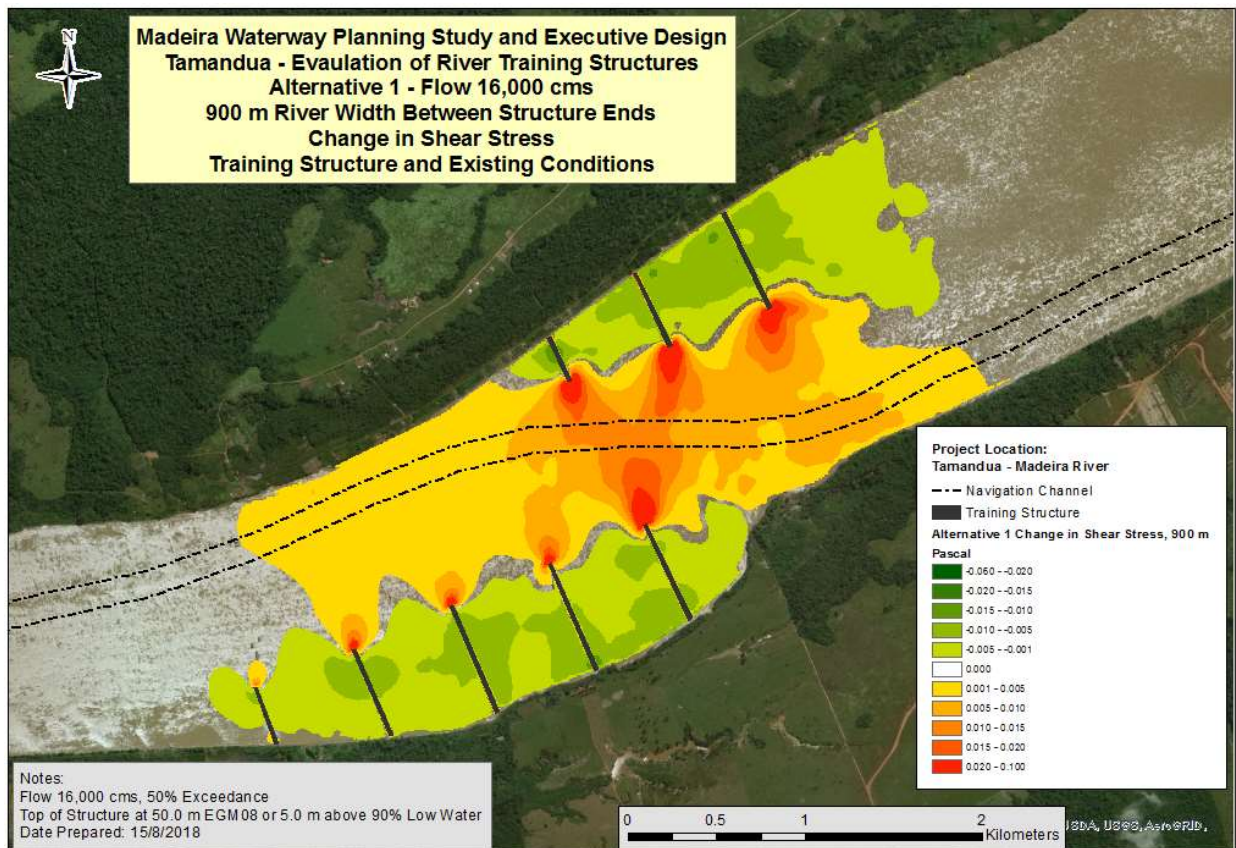 N
Madeira Waterway Planning Study and Executive Design
Tamandua - Evaulation of River Training Structures
Alternative 1 - Flow 16,000 cms
900 m River Width Between Structure Ends
Change in Shear Stress
Training Structure and Existing Conditions
Project Location:
Tamandua - Madeira River
Navigation Channel
Training Structure
Alternative 1 Change in Shear Stress, 900 m
Pascal
-0.060 - -0.020
-0.020 - -0.015
-0.015 - -0.010
-0.010 - -0.005
-0.005 - -0.001
0.000
0.001 - 0.005
0.005 - 0.010
0.010 - 0.015
0.015 - 0.020
0.020 - 0.100
Notes:
Flow 16,000 cms, 50% Exceedance
Top of Structure at 50.0 m EGM08 or 5.0 m above 90% Low Water
Date Prepared: 15/8/2018
0 0.5 1 2
Kilometers
USDA, USGS, AeroGRID,